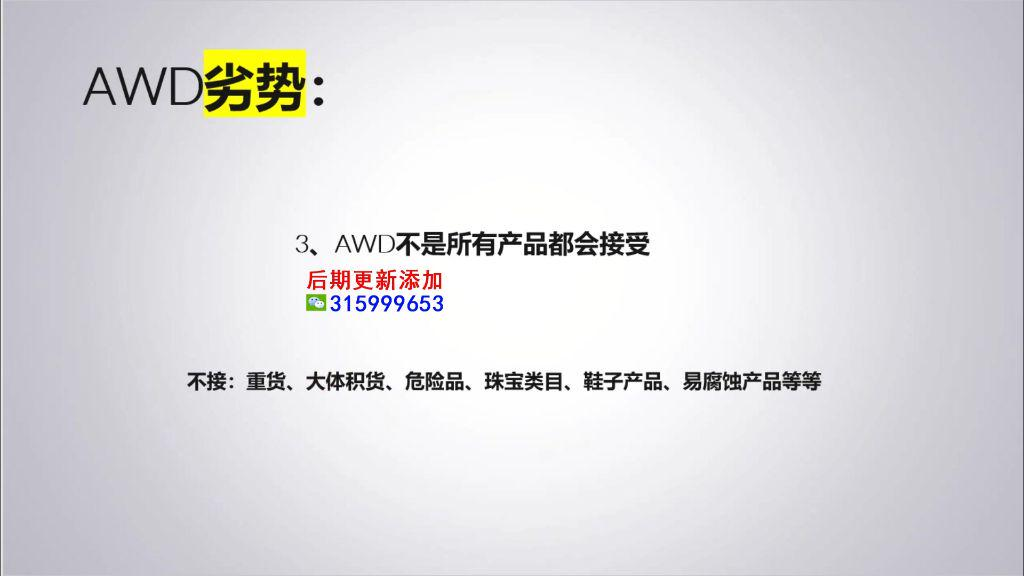 AWD劣势：
3、AWD不是所有产品都会接受
后期更新添加
315999653
不接：重货、大体积货、危险品、珠宝类目、鞋子产品、易腐蚀产品等等